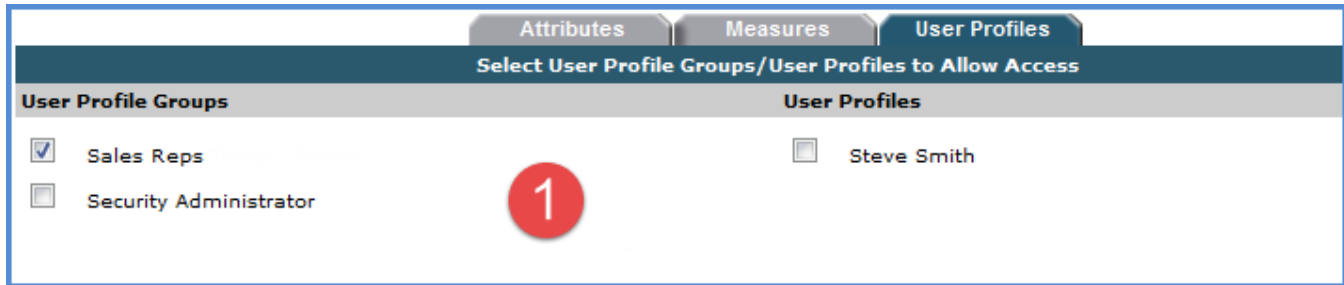 Attributes Measures User Profiles
Select User Profile Groups/User Profiles to Allow Access
User Profile Groups User Profiles
Sales Reps Steve Smith
Security Administrator
1